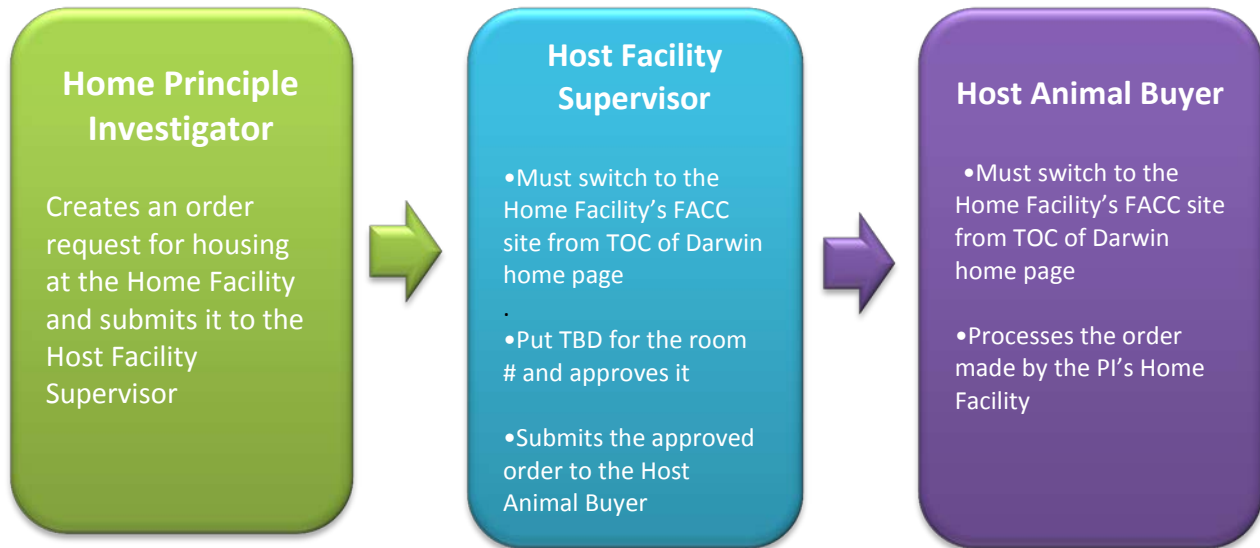 Home Principle
Investigator
Creates an order
request for housing
at the Home Facility
and submits it to the
Host Facility
Supervisor
Host Facility
Supervisor
•Must switch to the
Home Facility's FACC
site from TOC of Darwin
home page
.
•Put TBD for the room
# and approves it
•Submits the approved
order to the Host
Animal Buyer
Host Animal Buyer
•Must switch to the
Home Facility's FACC site
from TOC of Darwin
home page
•Processes the order
made by the PI's Home
Facility